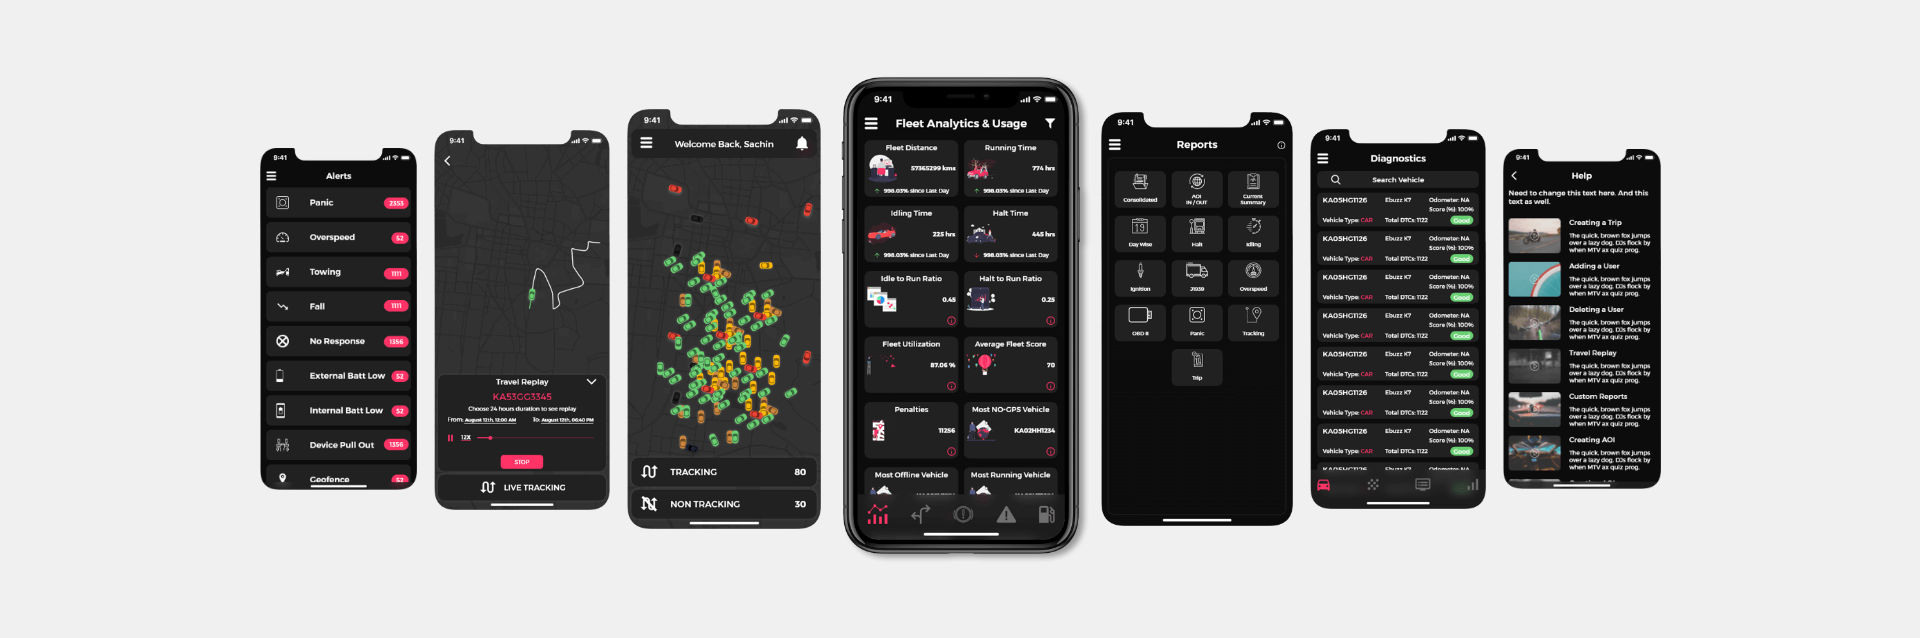 9:41
Alerts
Panic 2353
Overspeed 52
Towing 1111
Fall 1111
No Response 1356
External Batt Low 52
Internal Batt Low 52
Device Pull Out 1356
Geofence 52
9:41
Travel Replay
KA53GG3345
Choose 24 hours duration to see replay
From: August 12th, 12:00 AM To: August 12th, 06:40 PM
12X
STOP
LIVE TRACKING
9:41
Welcome Back, Sachin
TRACKING 80
NON TRACKING 30
9:41
Fleet Analytics & Usage
Fleet Distance
57365299 kms
998.03% since Last Day
Running Time
774 hrs
998.03% since Last Day
Idling Time
225 hrs
998.03% since Last Day
Halt Time
445 hrs
998.03% since Last Day
Idle to Run Ratio
0.45
Halt to Run Ratio
0.25
Fleet Utilization
87.06 %
Average Fleet Score
70
Penalties
11256
Most NO-GPS Vehicle
KA02HH1234
Most Offline Vehicle
Most Running Vehicle
9:41
Reports
Consolidated
AOI
IN / OUT
Current
Summary
Day Wise
Halt
Idling
Ignition
J1939
Overspeed
OBD II
Panic
Tracking
Trip
9:41
Diagnostics
Search Vehicle
KA05HG1126 Ebuzz K7 Odometer: NA
Score (%): 100%
Vehicle Type: CAR Total DTCs: 1122 Good
KA05HG1126 Ebuzz K7 Odometer: NA
Score (%): 100%
Vehicle Type: CAR Total DTCs: 1122 Good
KA05HG1126 Ebuzz K7 Odometer: NA
Score (%): 100%
Vehicle Type: CAR Total DTCs: 1122 Good
KA05HG1126 Ebuzz K7 Odometer: NA
Score (%): 100%
Vehicle Type: CAR Total DTCs: 1122 Good
KA05HG1126 Ebuzz K7 Odometer: NA
Score (%): 100%
Vehicle Type: CAR Total DTCs: 1122 Good
KA05HG1126 Ebuzz K7 Odometer: NA
Score (%): 100%
Vehicle Type: CAR Total DTCs: 1122 Good
KA05HG1126 Ebuzz K7 Odometer: NA
Score (%): 100%
Vehicle Type: CAR Total DTCs: 1122 Good
KA05HG1126 Ebuzz K7 Odometer: NA
9:41
Help
Need to change this text here. And this
text as well.
Creating a Trip
The quick, brown fox jumps
over a lazy dog. DJs flock by
when MTV ax quiz prog.
Adding a User
The quick, brown fox jumps
over a lazy dog. DJs flock by
when MTV ax quiz prog.
Deleting a User
The quick, brown fox jumps
over a lazy dog. DJs flock by
when MTV ax quiz prog.
Travel Replay
The quick, brown fox jumps
over a lazy dog. DJs flock by
when MTV ax quiz prog.
Custom Reports
The quick, brown fox jumps
over a lazy dog. DJs flock by
when MTV ax quiz prog.
Creating AOI
The quick, brown fox jumps
over a lazy dog. DJs flock by
when MTV ax quiz prog.